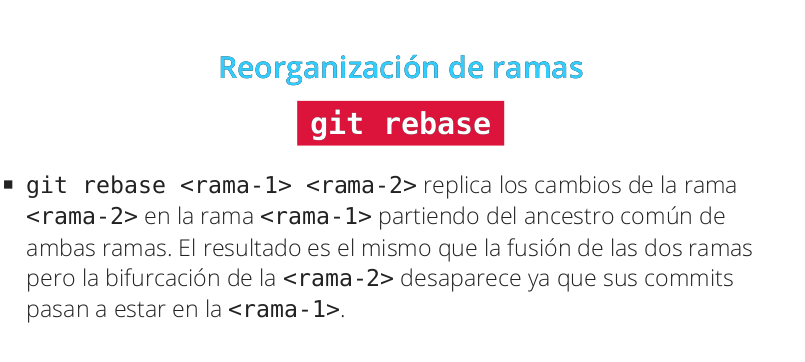 Reorganización de ramas
git rebase
▪ git rebase <rama-1> <rama-2> replica los cambios de la rama
<rama-2> en la rama <rama-1> partiendo del ancestro común de
ambas ramas. El resultado es el mismo que la fusión de las dos ramas
pero la bifurcación de la <rama-2> desaparece ya que sus commits
pasan a estar en la <rama-1>.